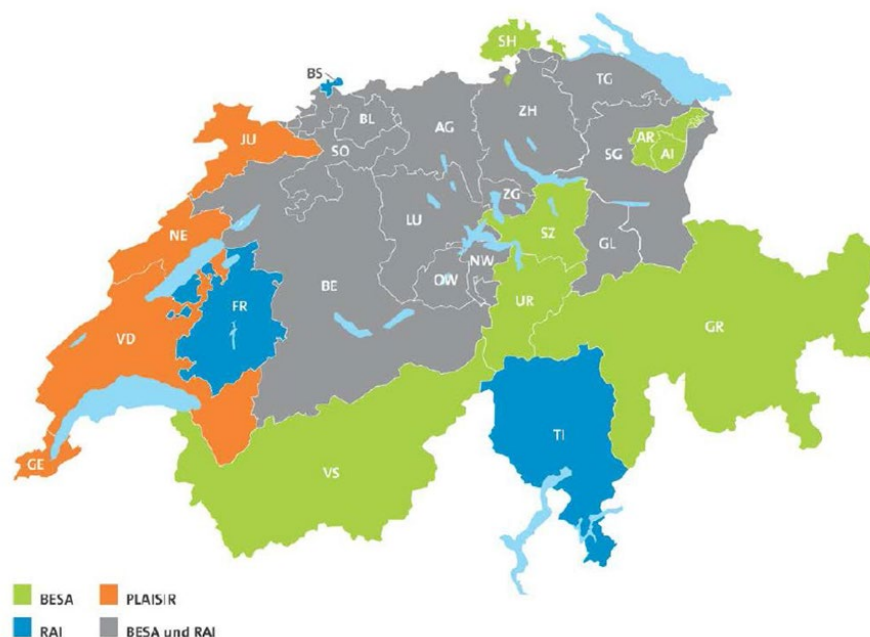 SH
BS
TG
BL
AG
ZH
JU
SO
AR
SG
AI
ZG
LU
NE
SZ
NW
GL
OW
BE
FR
UR
GR
VD
TI
GE
VS
BESA
PLAISIR
RAI
BESA und RAI